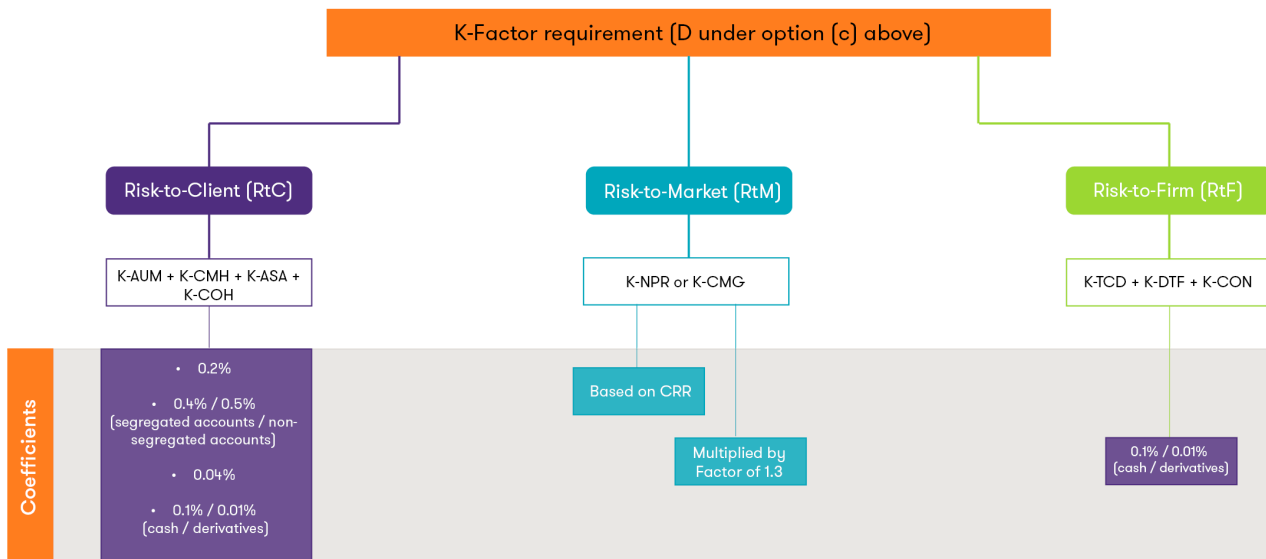 K-Factor requirement (D under option (c) above)
Risk-to-Client (RtC)
Risk-to-Market (RtM)
Risk-to-Firm (RtF)
K-AUM + K-CMH + K-ASA +
K-COH
K-NPR or K-CMG
K-TCD + K-DTF + K-CON
Coefficients
• 0.2%
• 0.4% / 0.5%
(segregated accounts / non-
segregated accounts)
• 0.04%
• 0.1% / 0.01%
(cash / derivatives)
Based on CRR
Multiplied by
Factor of 1.3
0.1% / 0.01%
(cash / derivatives)